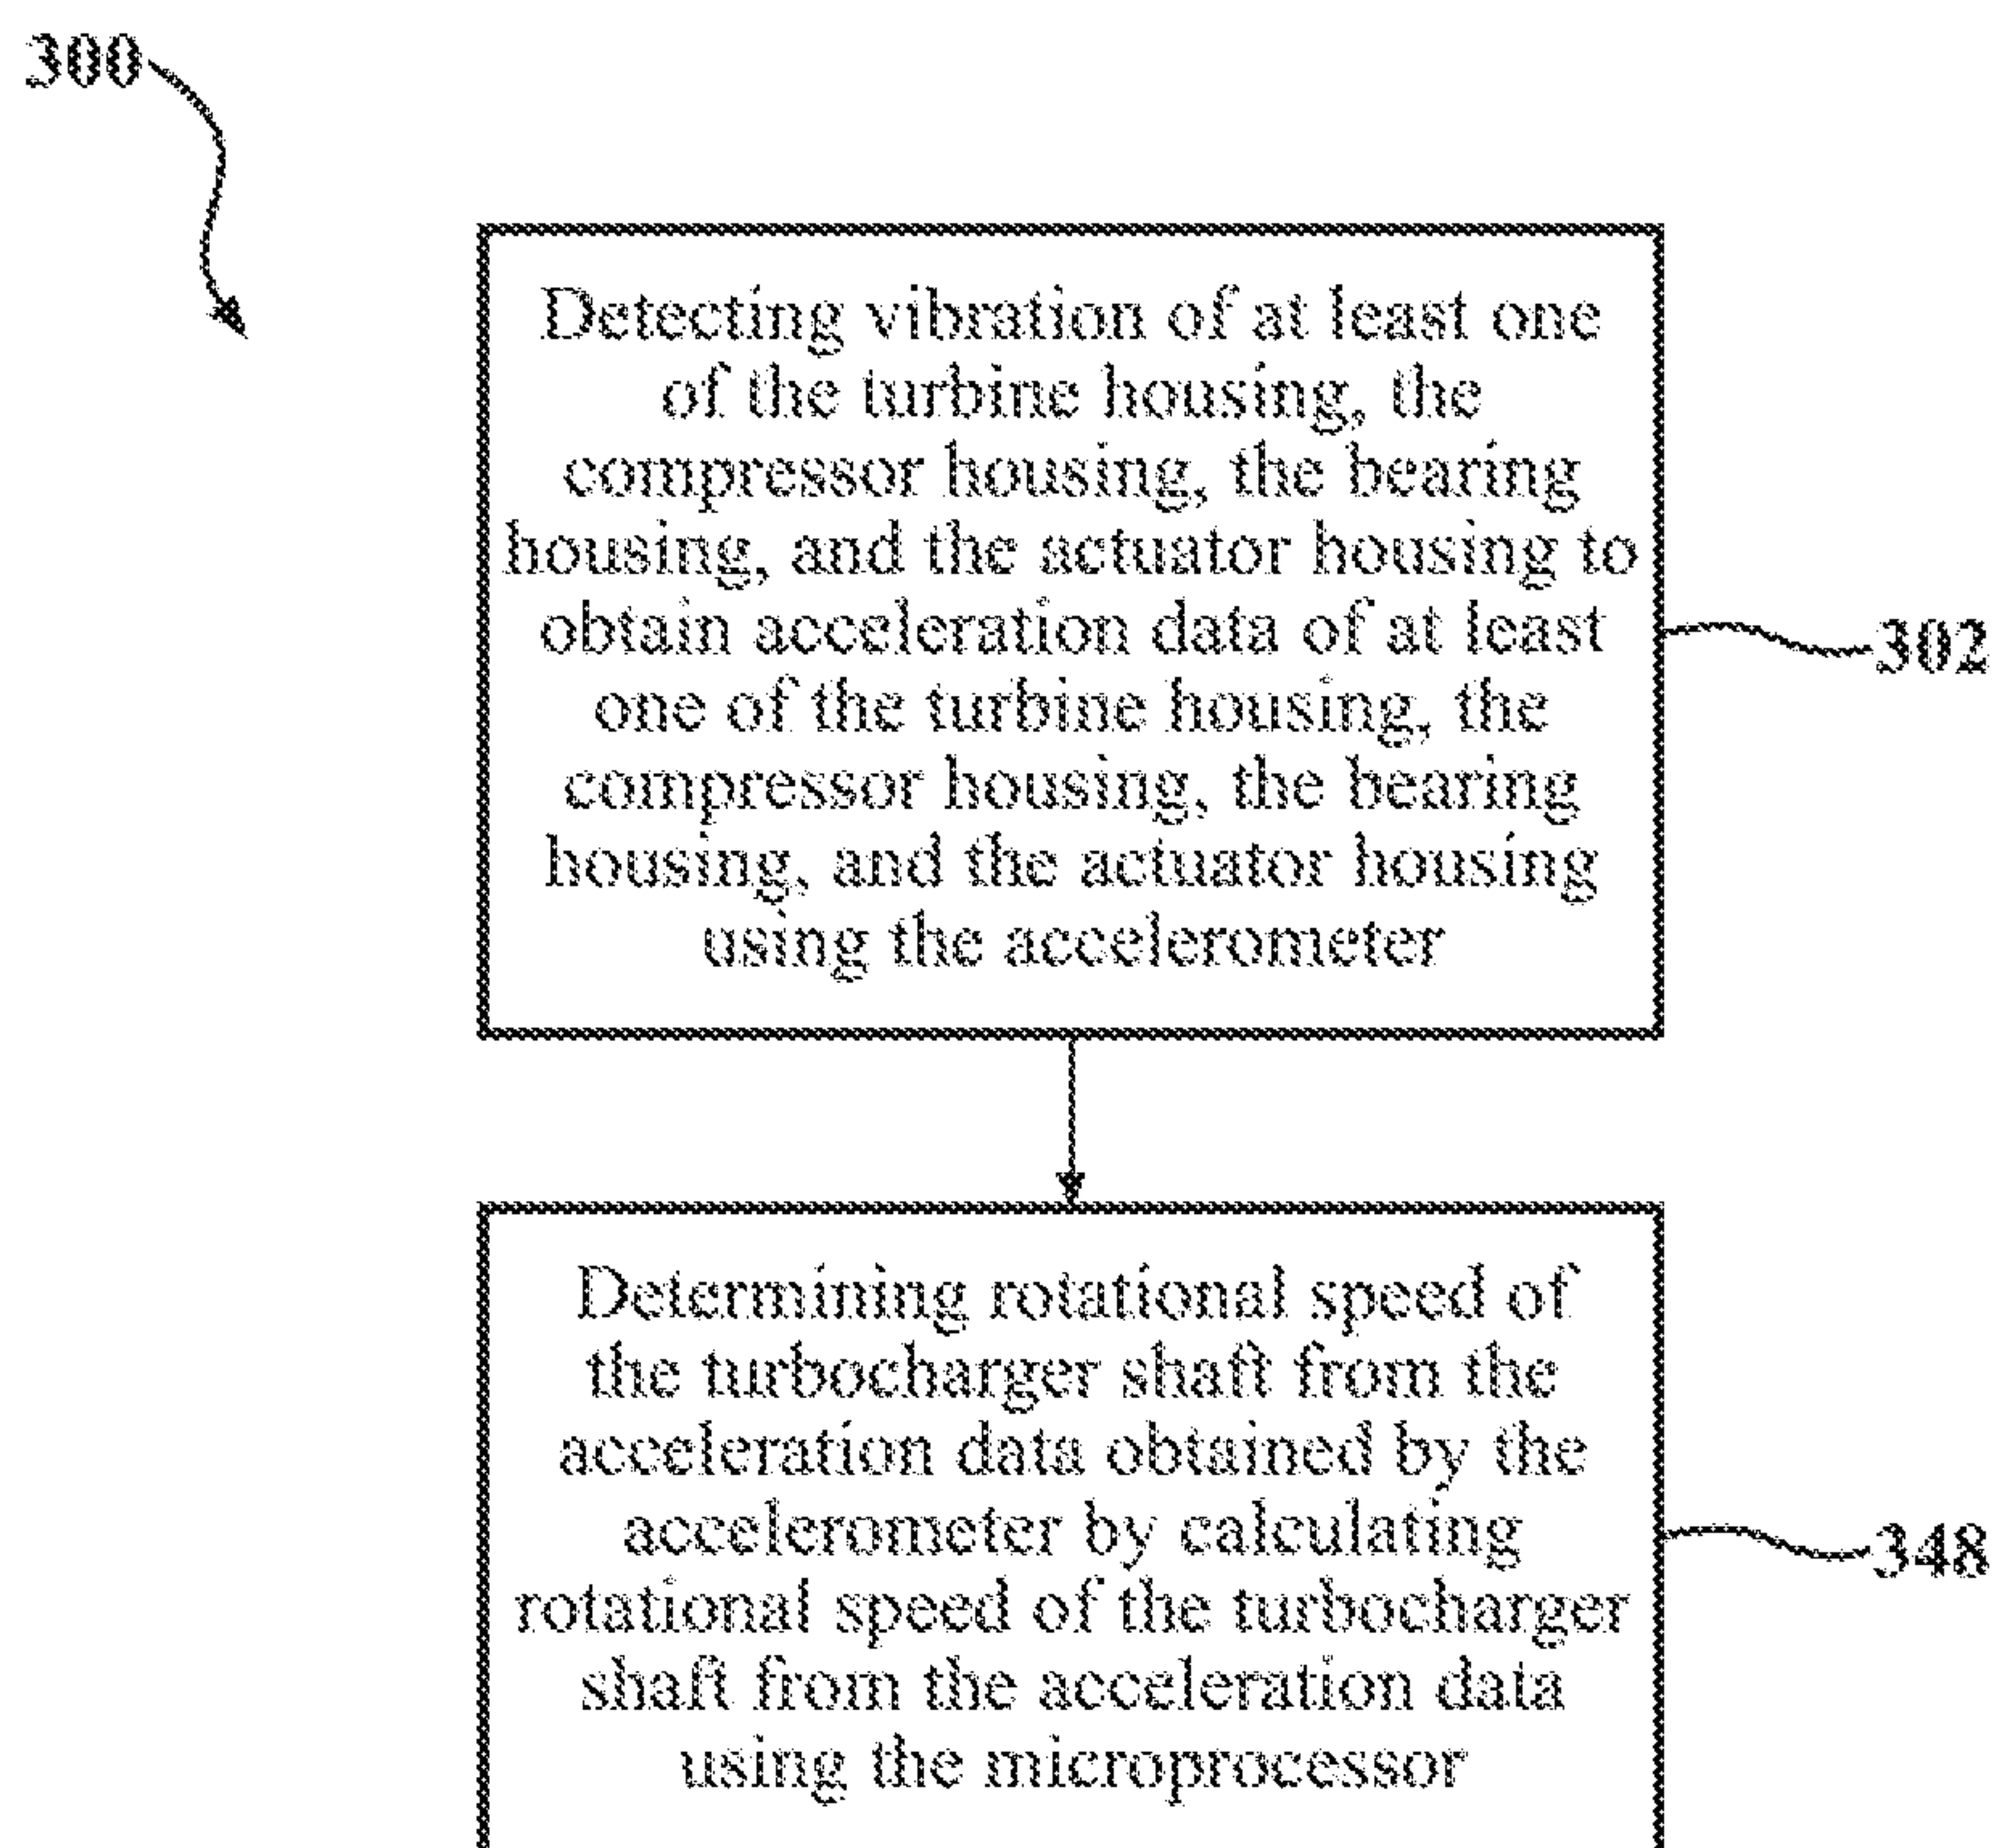 300
Detecting vibration of at least one
of the turbine housing, the
compressor housing, the bearing
housing, and the actuator housing to
obtain acceleration data of at least
one of the turbine housing, the
compressor housing, the bearing
housing, and the actuator housing
using the accelerometer
302
Determining rotational speed of
the turbocharger shaft from the
acceleration data obtained by the
accelerometer by calculating
rotational speed of the turbocharger
shaft from the acceleration data
using the microprocessor
348